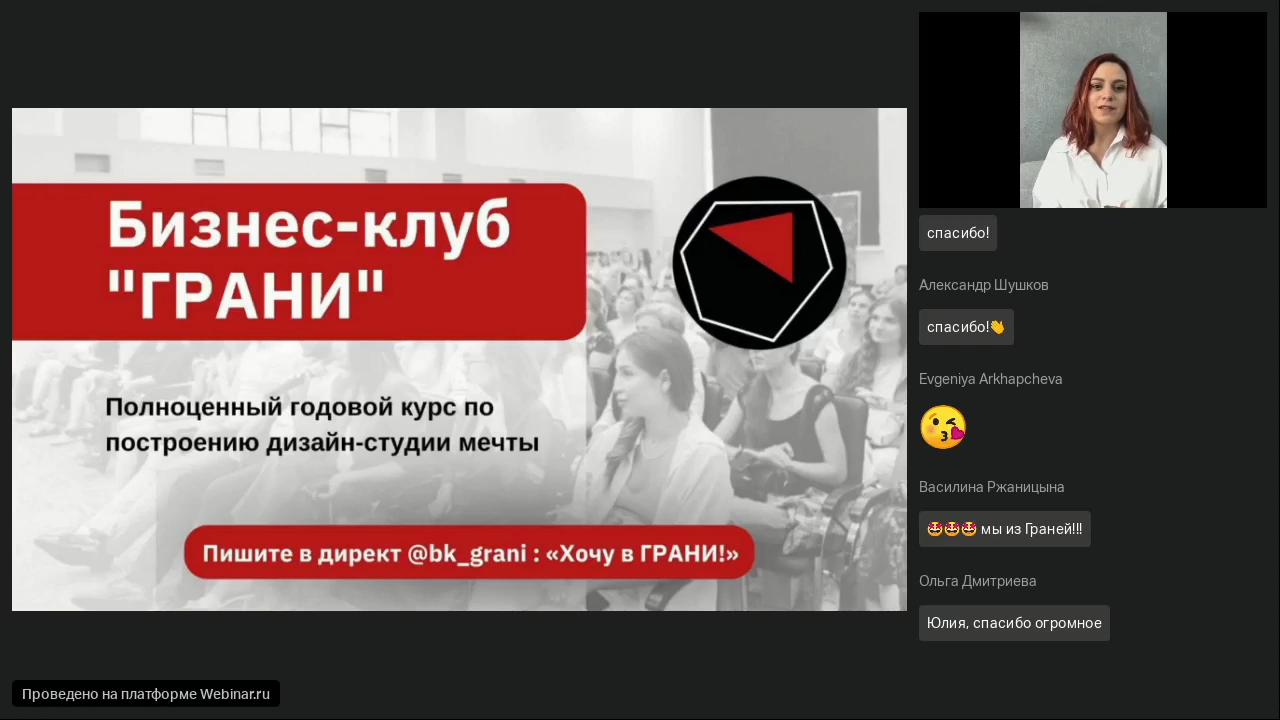 Бизнес-клуб
"ГРАНИ"
Полноценный годовой курс по
построению дизайн-студии мечты
Пишите в директ @bk_grani : «Хочу в ГРАНИ!»
спасибо!
Александр Шушков
спасибо!👏
Evgeniya Arkhapcheva
😘
Василина Ржаницына
🤩🤩🤩 мы из Граней!!!
Ольга Дмитриева
Юлия, спасибо огромное
Проведено на платформе Webinar.ru